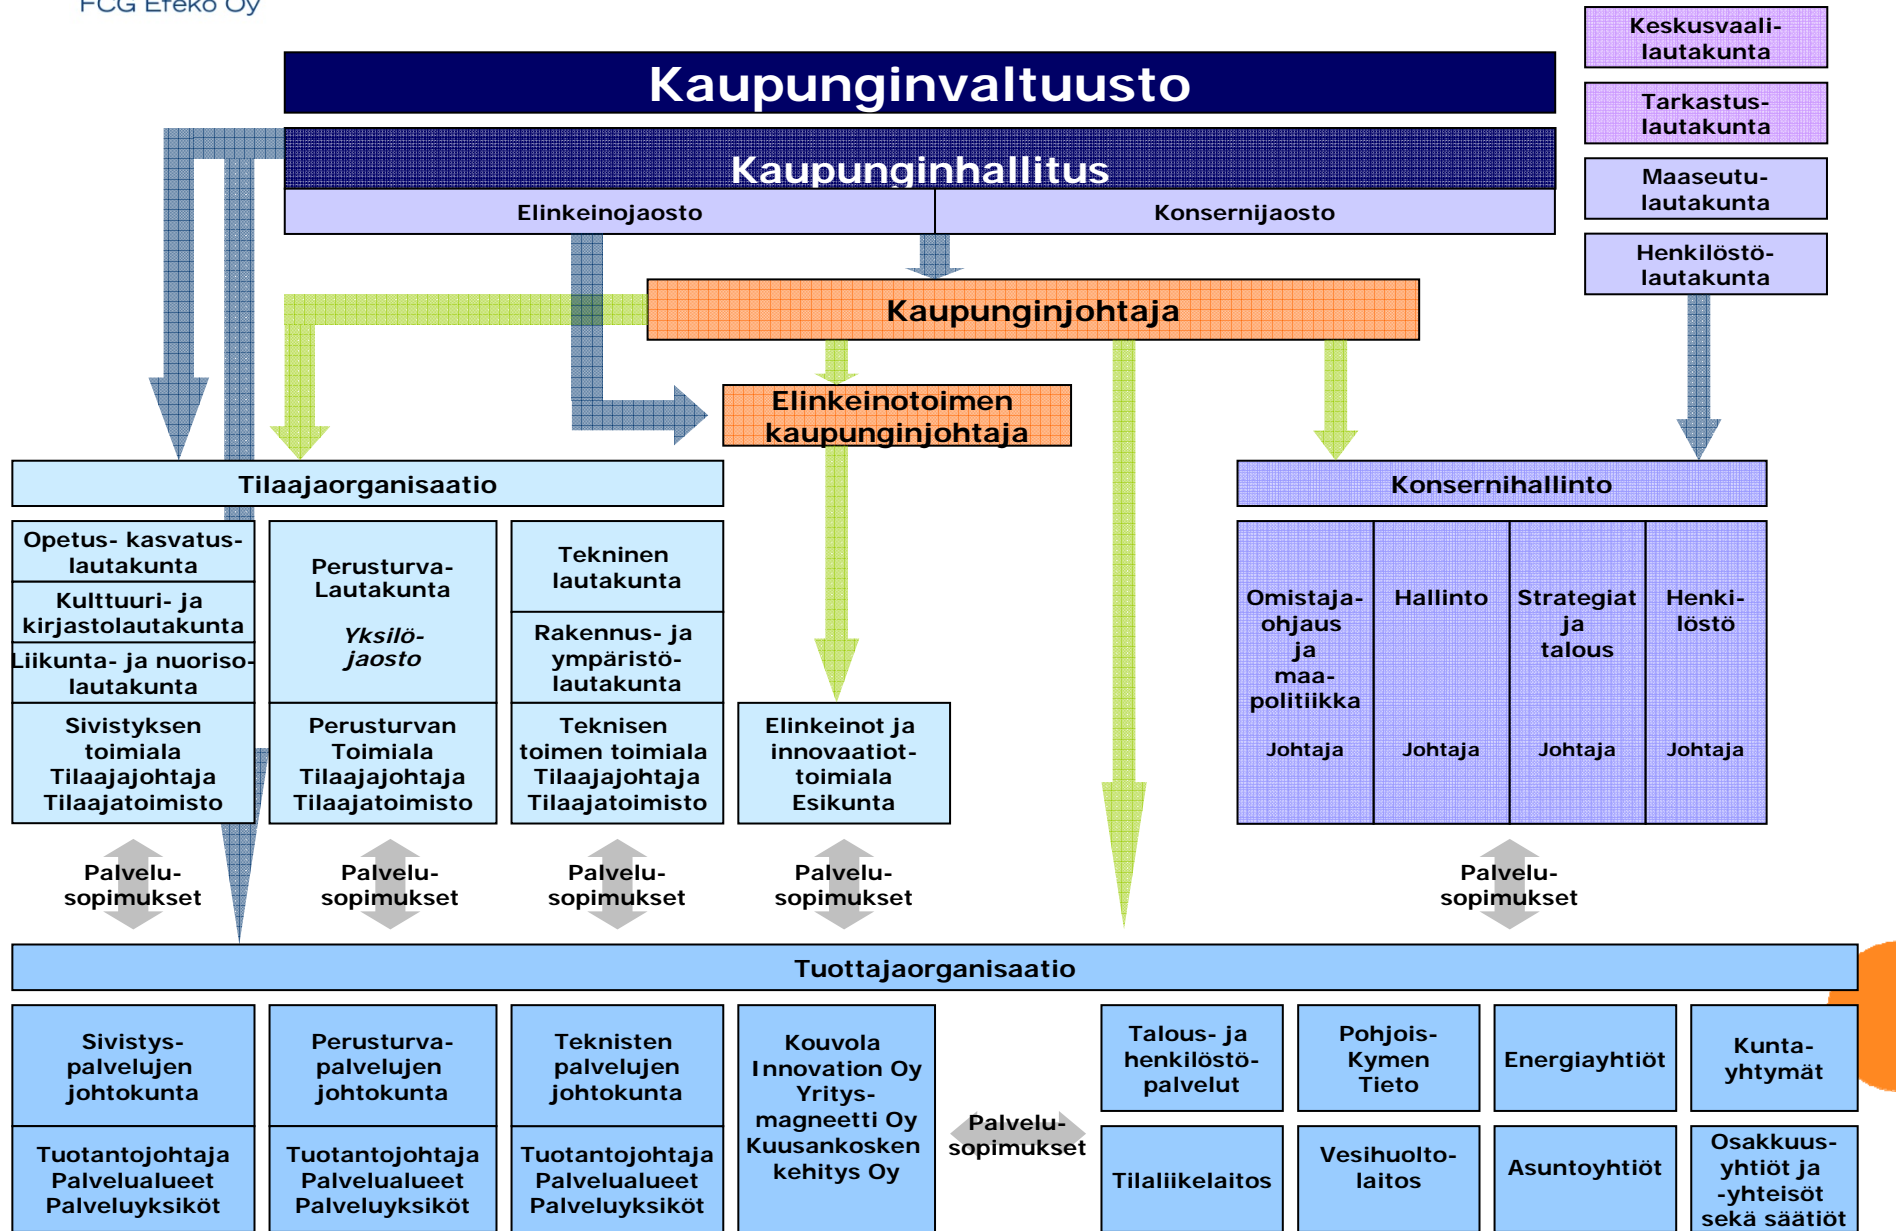 FCG Efeko Oy
Keskusvaali-
lautakunta
Kaupunginvaltuusto
Tarkastus-
lautakunta
Kaupunginhallitus
Maaseutu-
lautakunta
Elinkeinojaosto
Konsernijaosto
Henkilöstö-
lautakunta
Kaupunginjohtaja
Elinkeinotoimen
kaupunginjohtaja
Tilaajaorganisaatio
Konsernihallinto
Opetus- kasvatus-
lautakunta
Kulttuuri- ja
kirjastolautakunta
Liikunta- ja nuoriso-
lautakunta
Sivistyksen
toimiala
Tilaajajohtaja
Tilaajatoimisto
Perusturva-
Lautakunta
Yksilö-
jaosto
Perusturvan
Toimiala
Tilaajajohtaja
Tilaajatoimisto
Tekninen
lautakunta
Rakennus- ja
ympäristö-
lautakunta
Teknisen
toimen toimiala
Tilaajajohtaja
Tilaajatoimisto
Elinkeinot ja
innovaatiot-
toimiala
Esikunta
Omistaja-
ohjaus
ja
maa-
politiikka
Johtaja
Hallinto
Johtaja
Strategiat
ja
talous
Johtaja
Henki-
löstö
Johtaja
Palvelu-
sopimukset
Palvelu-
sopimukset
Palvelu-
sopimukset
Palvelu-
sopimukset
Palvelu-
sopimukset
Tuottajaorganisaatio
Sivistys-
palvelujen
johtokunta
Tuotantojohtaja
Palvelualueet
Palveluyksiköt
Perusturva-
palvelujen
johtokunta
Tuotantojohtaja
Palvelualueet
Palveluyksiköt
Teknisten
palvelujen
johtokunta
Tuotantojohtaja
Palvelualueet
Palveluyksiköt
Kouvola
Innovation Oy
Yritys-
magneetti Oy
Kuusankosken
kehitys Oy
Palvelu-
sopimukset
Talous- ja
henkilöstö-
palvelut
Pohjois-
Kymen
Tieto
Energiayhtiöt
Kunta-
yhtymät
Tilaliikelaitos
Vesihuolto-
laitos
Asuntoyhtiöt
Osakkuus-
yhtiöt ja
-yhteisöt
sekä säätiöt